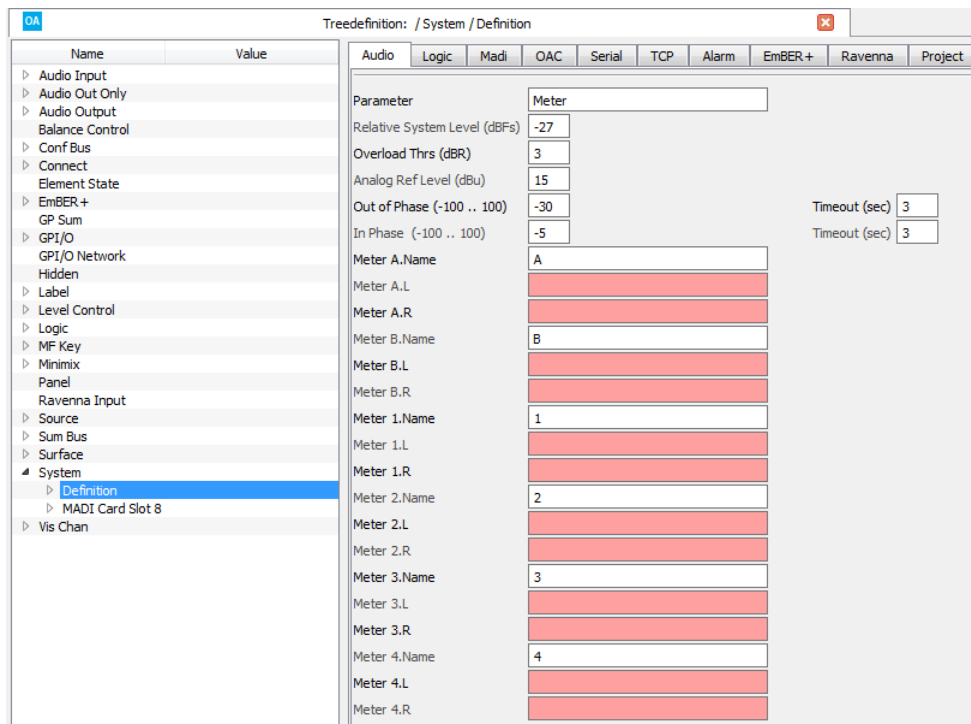 OA
Treedefinition: / System / Definition
Name Value
Audio Input
Audio Out Only
Audio Output
Balance Control
Conf Bus
Connect
Element State
EmBER+
GP Sum
GPI/O
GPI/O Network
Hidden
Label
Level Control
Logic
MF Key
Minimix
Panel
Ravenna Input
Source
Sum Bus
Surface
System
Definition
MADI Card Slot 8
Vis Chan
Audio Logic Madi OAC Serial TCP Alarm EmBER+ Ravenna Project
Parameter Meter
Relative System Level (dBFs) -27
Overload Thrs (dBR) 3
Analog Ref Level (dBu) 15
Out of Phase (-100 .. 100) -30 Timeout (sec) 3
In Phase (-100 .. 100) -5 Timeout (sec) 3
Meter A.Name A
Meter A.L
Meter A.R
Meter B.Name B
Meter B.L
Meter B.R
Meter 1.Name 1
Meter 1.L
Meter 1.R
Meter 2.Name 2
Meter 2.L
Meter 2.R
Meter 3.Name 3
Meter 3.L
Meter 3.R
Meter 4.Name 4
Meter 4.L
Meter 4.R